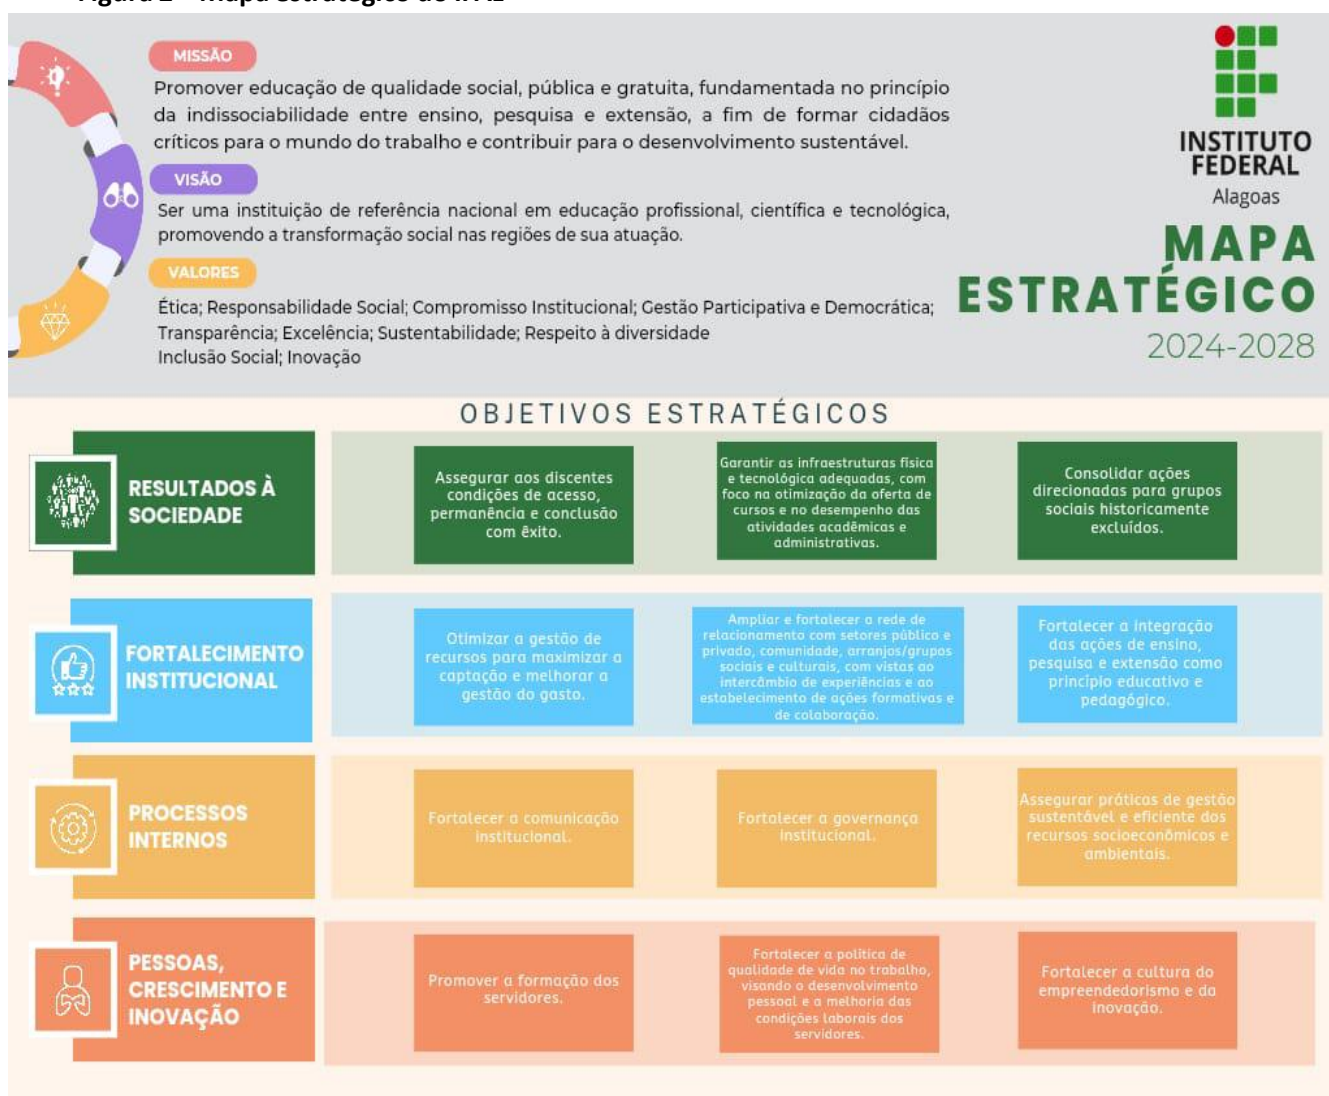 MISSÃO
Promover educação de qualidade social, pública e gratuita, fundamentada no princípio
da indissociabilidade entre ensino, pesquisa e extensão, a fim de formar cidadãos
críticos para o mundo do trabalho e contribuir para o desenvolvimento sustentável.
VISÃO
Ser uma instituição de referência nacional em educação profissional, científica e tecnológica,
promovendo a transformação social nas regiões de sua atuação.
VALORES
Ética; Responsabilidade Social; Compromisso Institucional; Gestão Participativa e Democrática;
Transparência; Excelência; Sustentabilidade; Respeito à diversidade
Inclusão Social; Inovação
INSTITUTO
FEDERAL
Alagoas
MAPA
ESTRATÉGICO
2024-2028
OBJETIVOS ESTRATÉGICOS
RESULTADOS À
SOCIEDADE
Assegurar aos discentes
condições de acesso,
permanência e conclusão
com êxito.
Garantir as infraestruturas física
e tecnológica adequadas, com
foco na otimização da oferta de
cursos e no desempenho das
atividades acadêmicas e
administrativas.
Consolidar ações
direcionadas para grupos
sociais historicamente
excluídos.
FORTALECIMENTO
INSTITUCIONAL
Otimizar a gestão de
recursos para maximizar a
captação e melhorar a
gestão do gasto.
Ampliar e fortalecer a rede de
relacionamento com setores público e
privado, comunidade, arranjos/grupos
sociais e culturais, com vistas ao
intercâmbio de experiências e ao
estabelecimento de ações formativas e
de colaboração.
Fortalecer a integração
das ações de ensino,
pesquisa e extensão como
princípio educativo e
pedagógico.
PROCESSOS
INTERNOS
Fortalecer a comunicação
institucional.
Fortalecer a governança
institucional.
Assegurar práticas de gestão
sustentável e eficiente dos
recursos socioeconômicos e
ambientais.
PESSOAS,
CRESCIMENTO E
INOVAÇÃO
Promover a formação dos
servidores.
Fortalecer a política de
qualidade de vida no trabalho,
visando o desenvolvimento
pessoal e a melhoria das
condições laborais dos
servidores.
Fortalecer a cultura do
empreendedorismo e da
inovação.